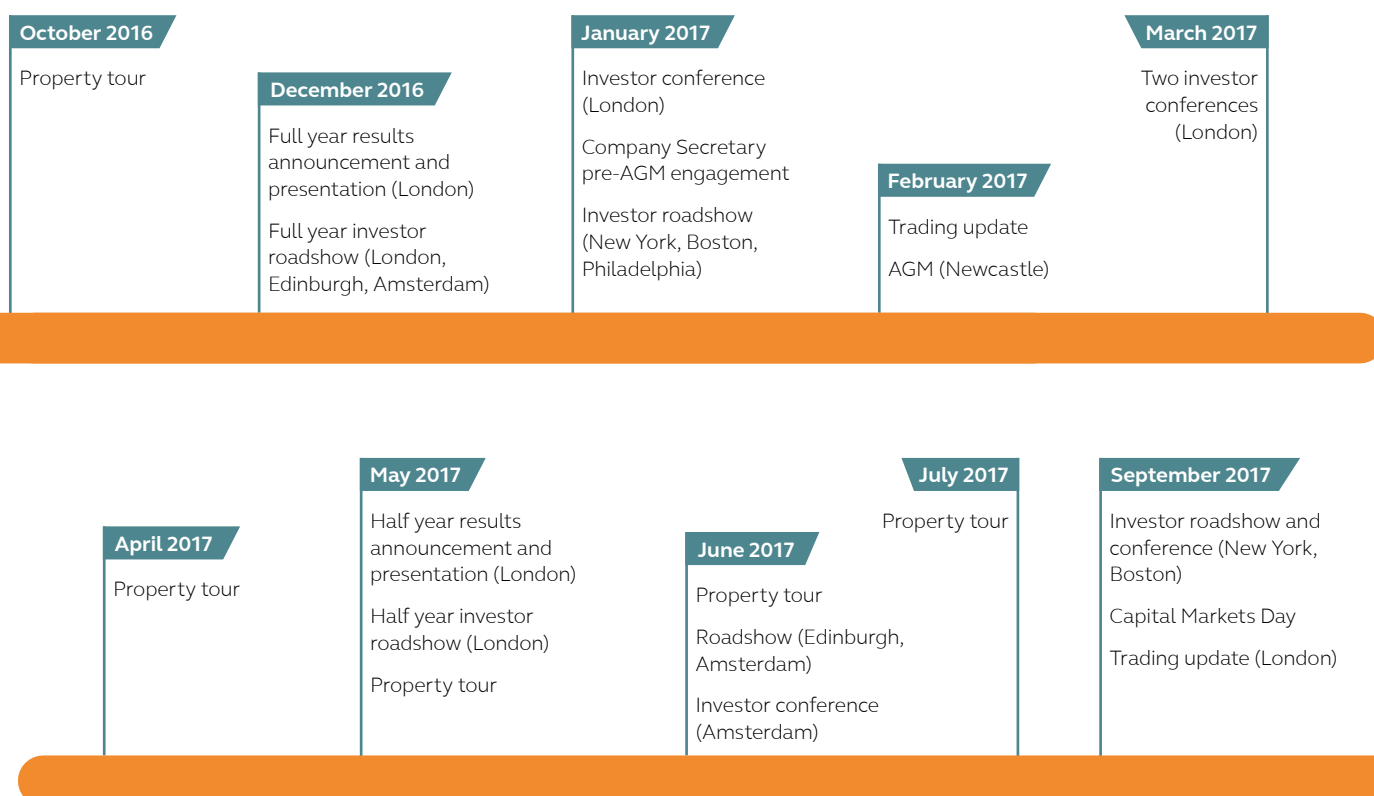 October 2016
Property tour
December 2016
Full year results
announcement and
presentation (London)
Full year investor
roadshow (London,
Edinburgh, Amsterdam)
January 2017
Investor conference
(London)
Company Secretary
pre-AGM engagement
Investor roadshow
(New York, Boston,
Philadelphia)
February 2017
Trading update
AGM (Newcastle)
March 2017
Two investor
conferences
(London)
April 2017
Property tour
May 2017
Half year results
announcement and
presentation (London)
Half year investor
roadshow (London)
Property tour
June 2017
Property tour
Roadshow (Edinburgh,
Amsterdam)
Investor conference
(Amsterdam)
July 2017
Property tour
September 2017
Investor roadshow and
conference (New York,
Boston)
Capital Markets Day
Trading update (London)